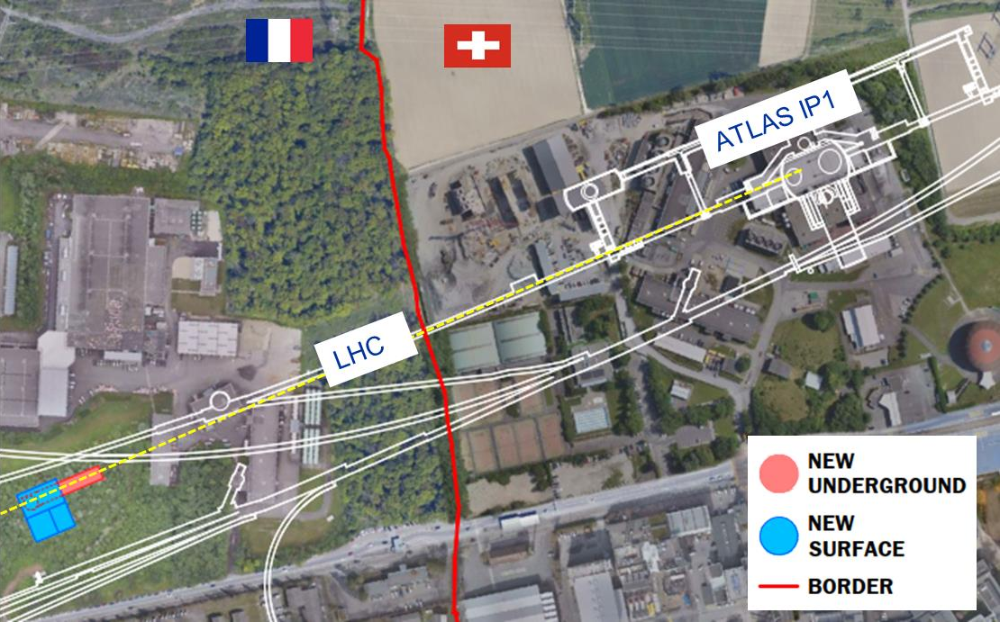 ATLAS IP1
LHC
NEW
UNDERGROUND
NEW
SURFACE
BORDER